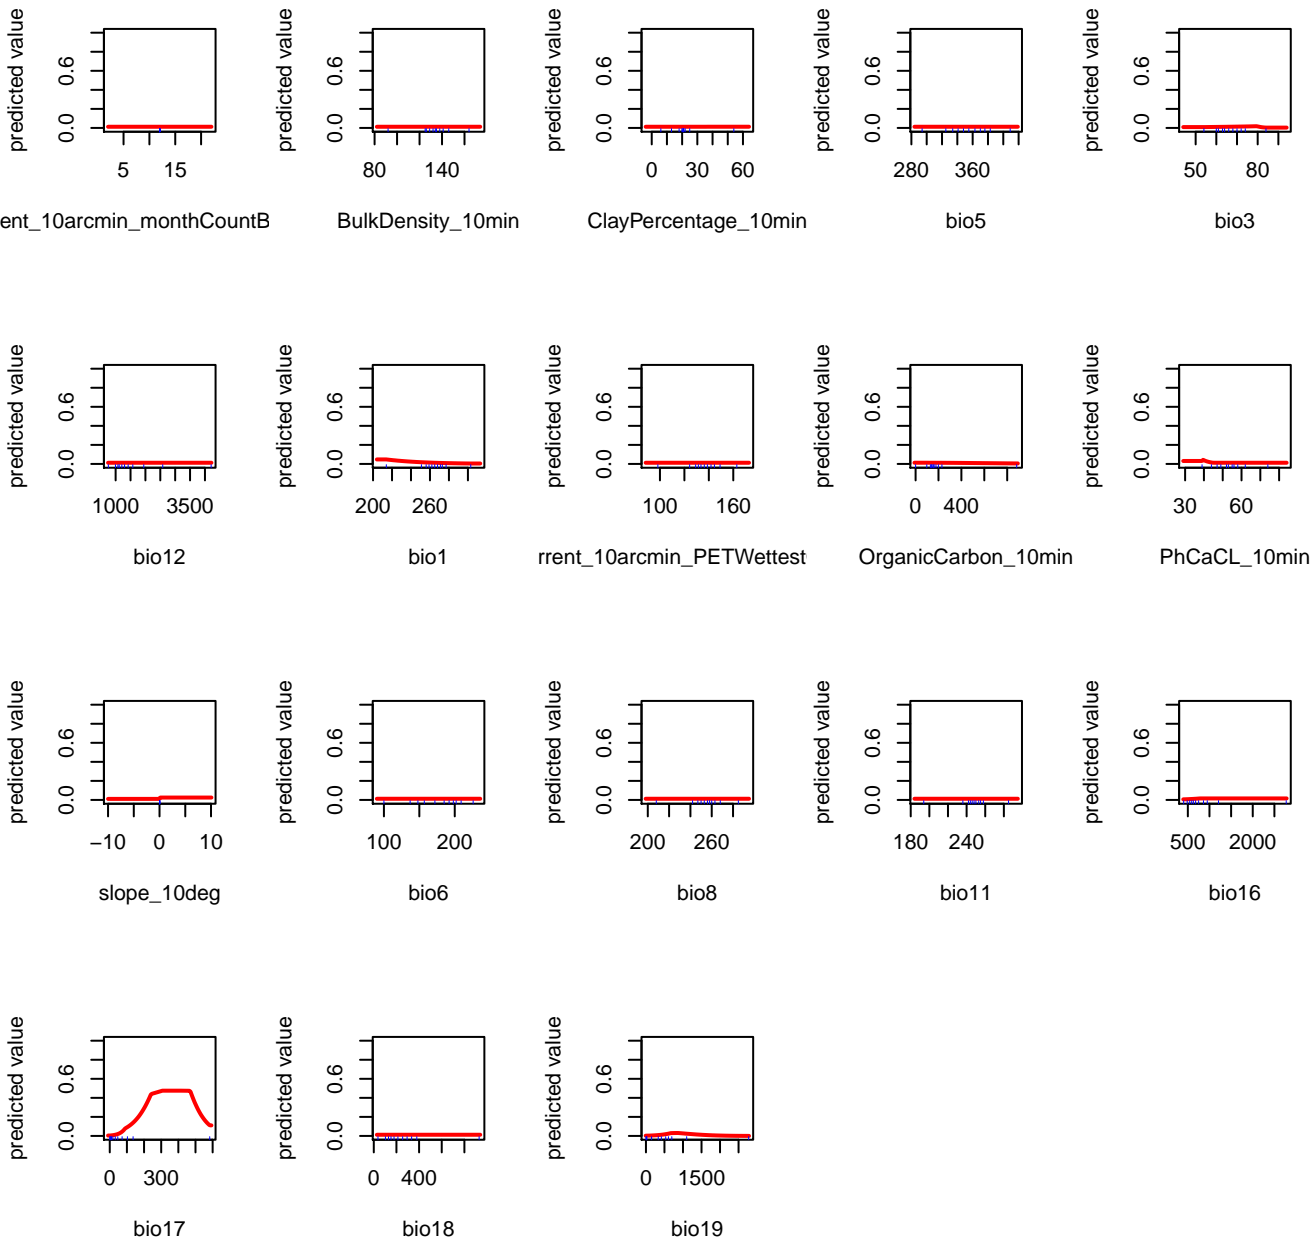 predicted value predicted value predicted value predicted value predicted value
0.0 0.6 0.0 0.6 0.0 0.6 0.0 0.6 0.0 0.6
5 15 80 140 0 30 60 280 360 50 80
ent_10arcmin_monthCountB BulkDensity_10min ClayPercentage_10min bio5 bio3
predicted value predicted value predicted value predicted value predicted value
0.0 0.6 0.0 0.6 0.0 0.6 0.0 0.6 0.0 0.6
1000 3500 200 260 100 160 0 400 30 60
bio12 bio1 rrent_10arcmin_PETWettest OrganicCarbon_10min PhCaCL_10min
predicted value predicted value predicted value predicted value predicted value
0.0 0.6 0.0 0.6 0.0 0.6 0.0 0.6 0.0 0.6
−10 0 10 100 200 200 260 180 240 500 2000
slope_10deg bio6 bio8 bio11 bio16
predicted value predicted value predicted value
0.0 0.6 0.0 0.6 0.0 0.6
0 300 0 400 0 1500
bio17 bio18 bio19